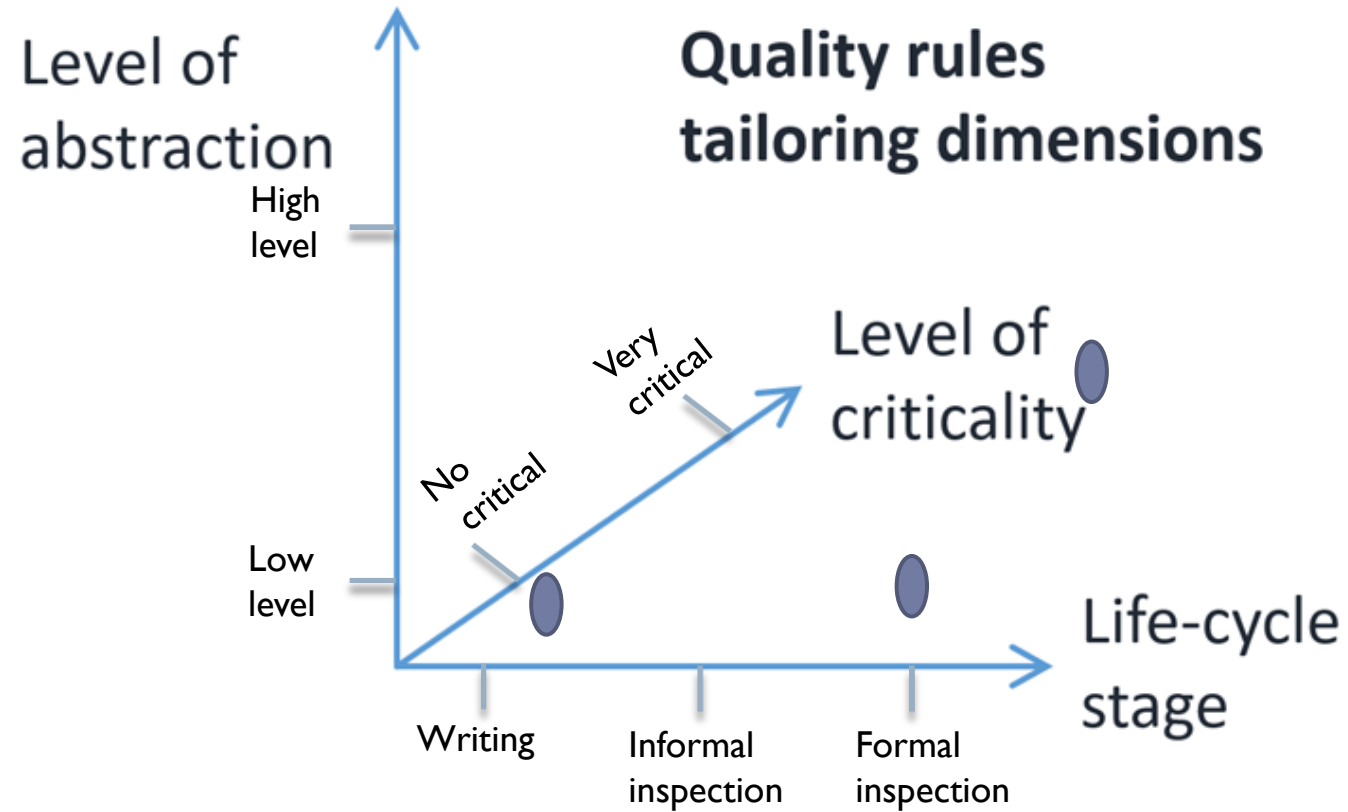 Level of
abstraction
Quality rules
tailoring dimensions
High
level
Level of
criticality
Very
critical
No
critical
Low
level
Life-cycle
stage
Writing
Informal
inspection
Formal
inspection